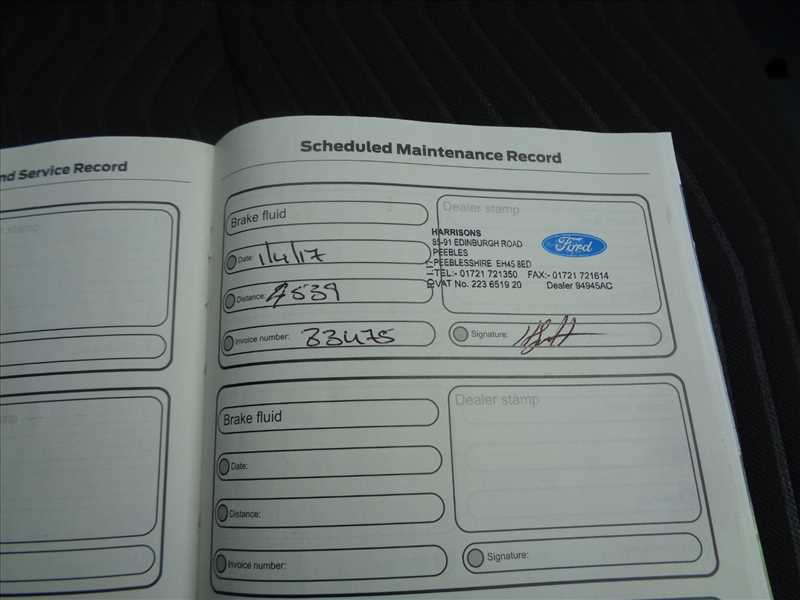 nd Service Record
stamp
Scheduled Maintenance Record
Brake fluid
Dealer stamp
HARRISONS
85-91 EDINBURGH ROAD
PEEBLES
PEEBLESSHIRE EH45 8ED
TEL:- 01721 721350 FAX:- 01721 721614
VAT No. 223 6519 20 Dealer 94945AC
Ford
Date: 1/4/17
Distance: 7539
Invoice number: 33475
Signature:
Brake fluid
Dealer stamp
Date:
Distance:
Invoice number:
Signature: